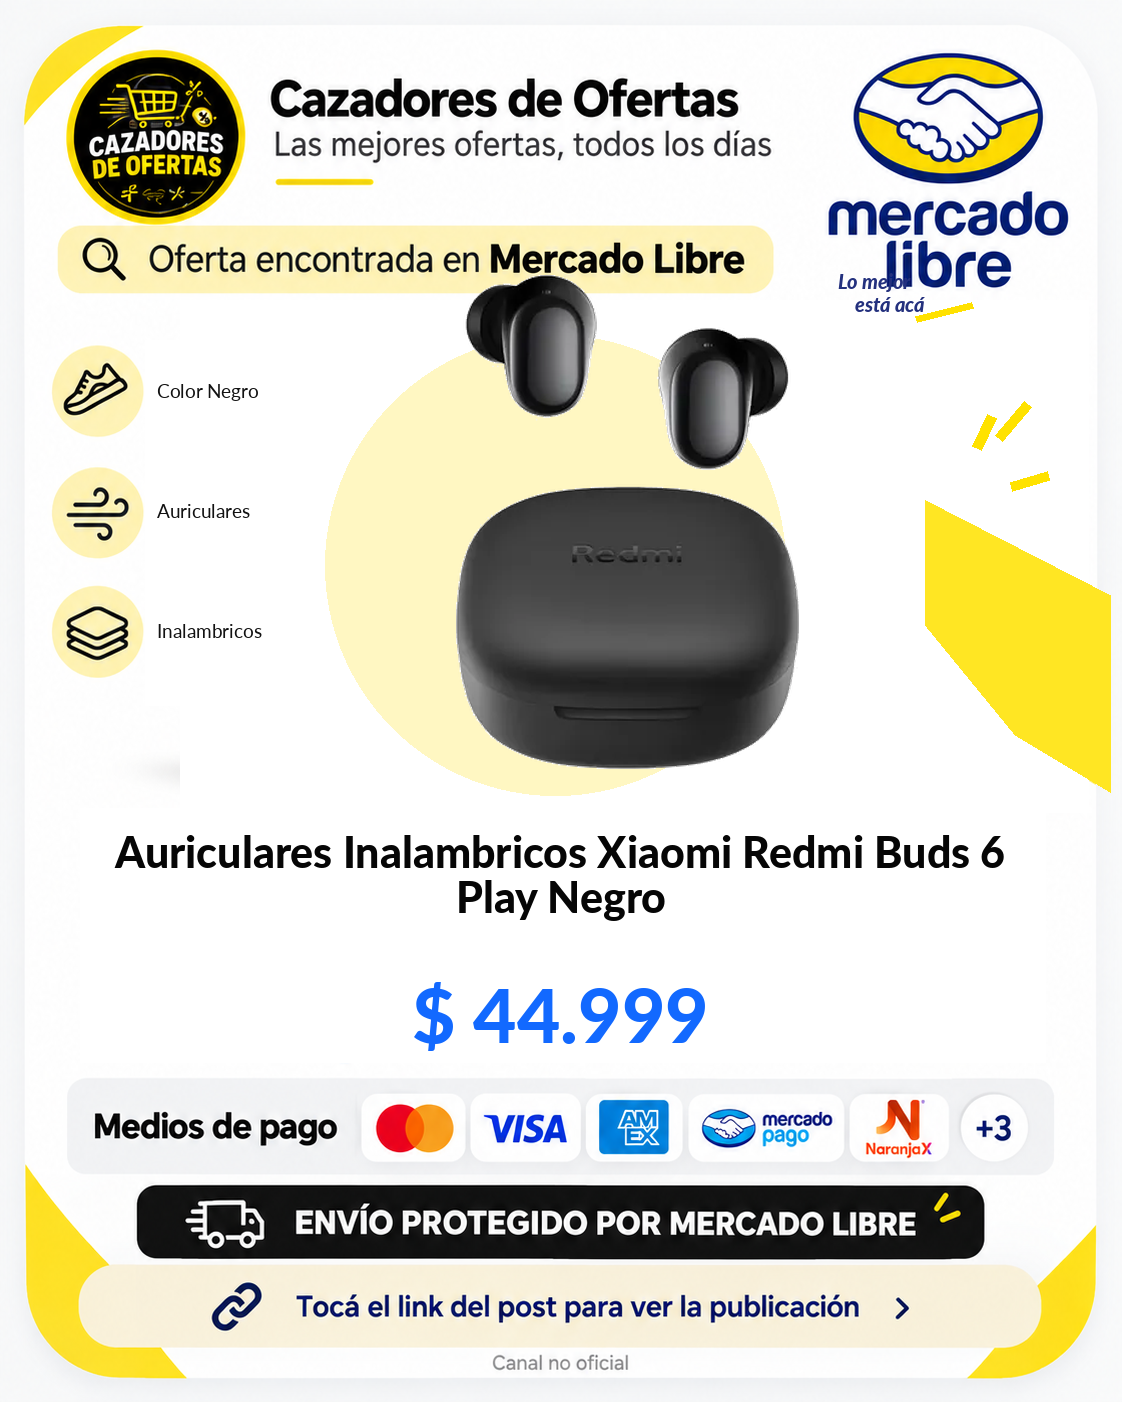 CAZADORES
DE OFERTAS
Cazadores de Ofertas
Las mejores ofertas, todos los días
mercado
libre
Lo mejor
está acá
Oferta encontrada en Mercado Libre
Color Negro
Auriculares
Inalambricos
Redmi
Auriculares Inalambricos Xiaomi Redmi Buds 6
Play Negro
$ 44.999
Medios de pago
VISA
AM
EX
mercado
pago
NaranjaX
+3
ENVÍO PROTEGIDO POR MERCADO LIBRE
Tocá el link del post para ver la publicación
Canal no oficial